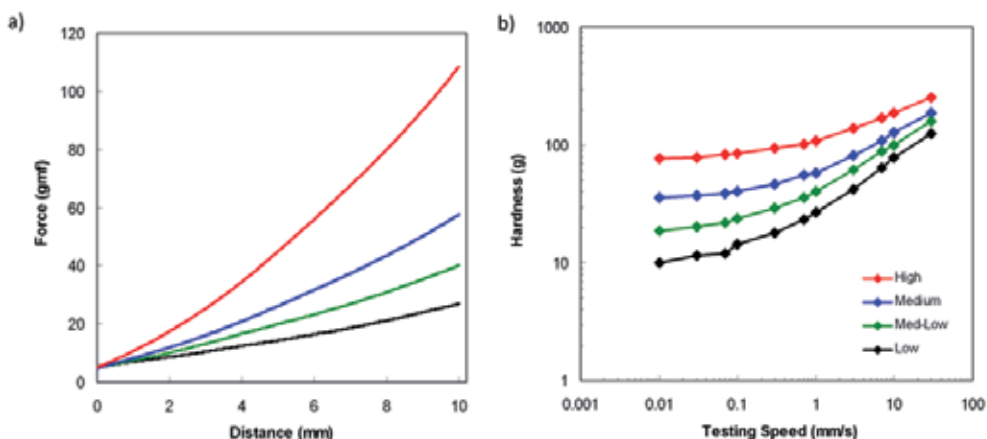 a)
120
100
80
60
40
20
0
Force (gmf)
0 2 4 6 8 10
Distance (mm)
b)
1000
100
10
1
Hardness (g)
High
Medium
Med-Low
Low
0.001 0.01 0.1 1 10 100
Testing Speed (mm/s)